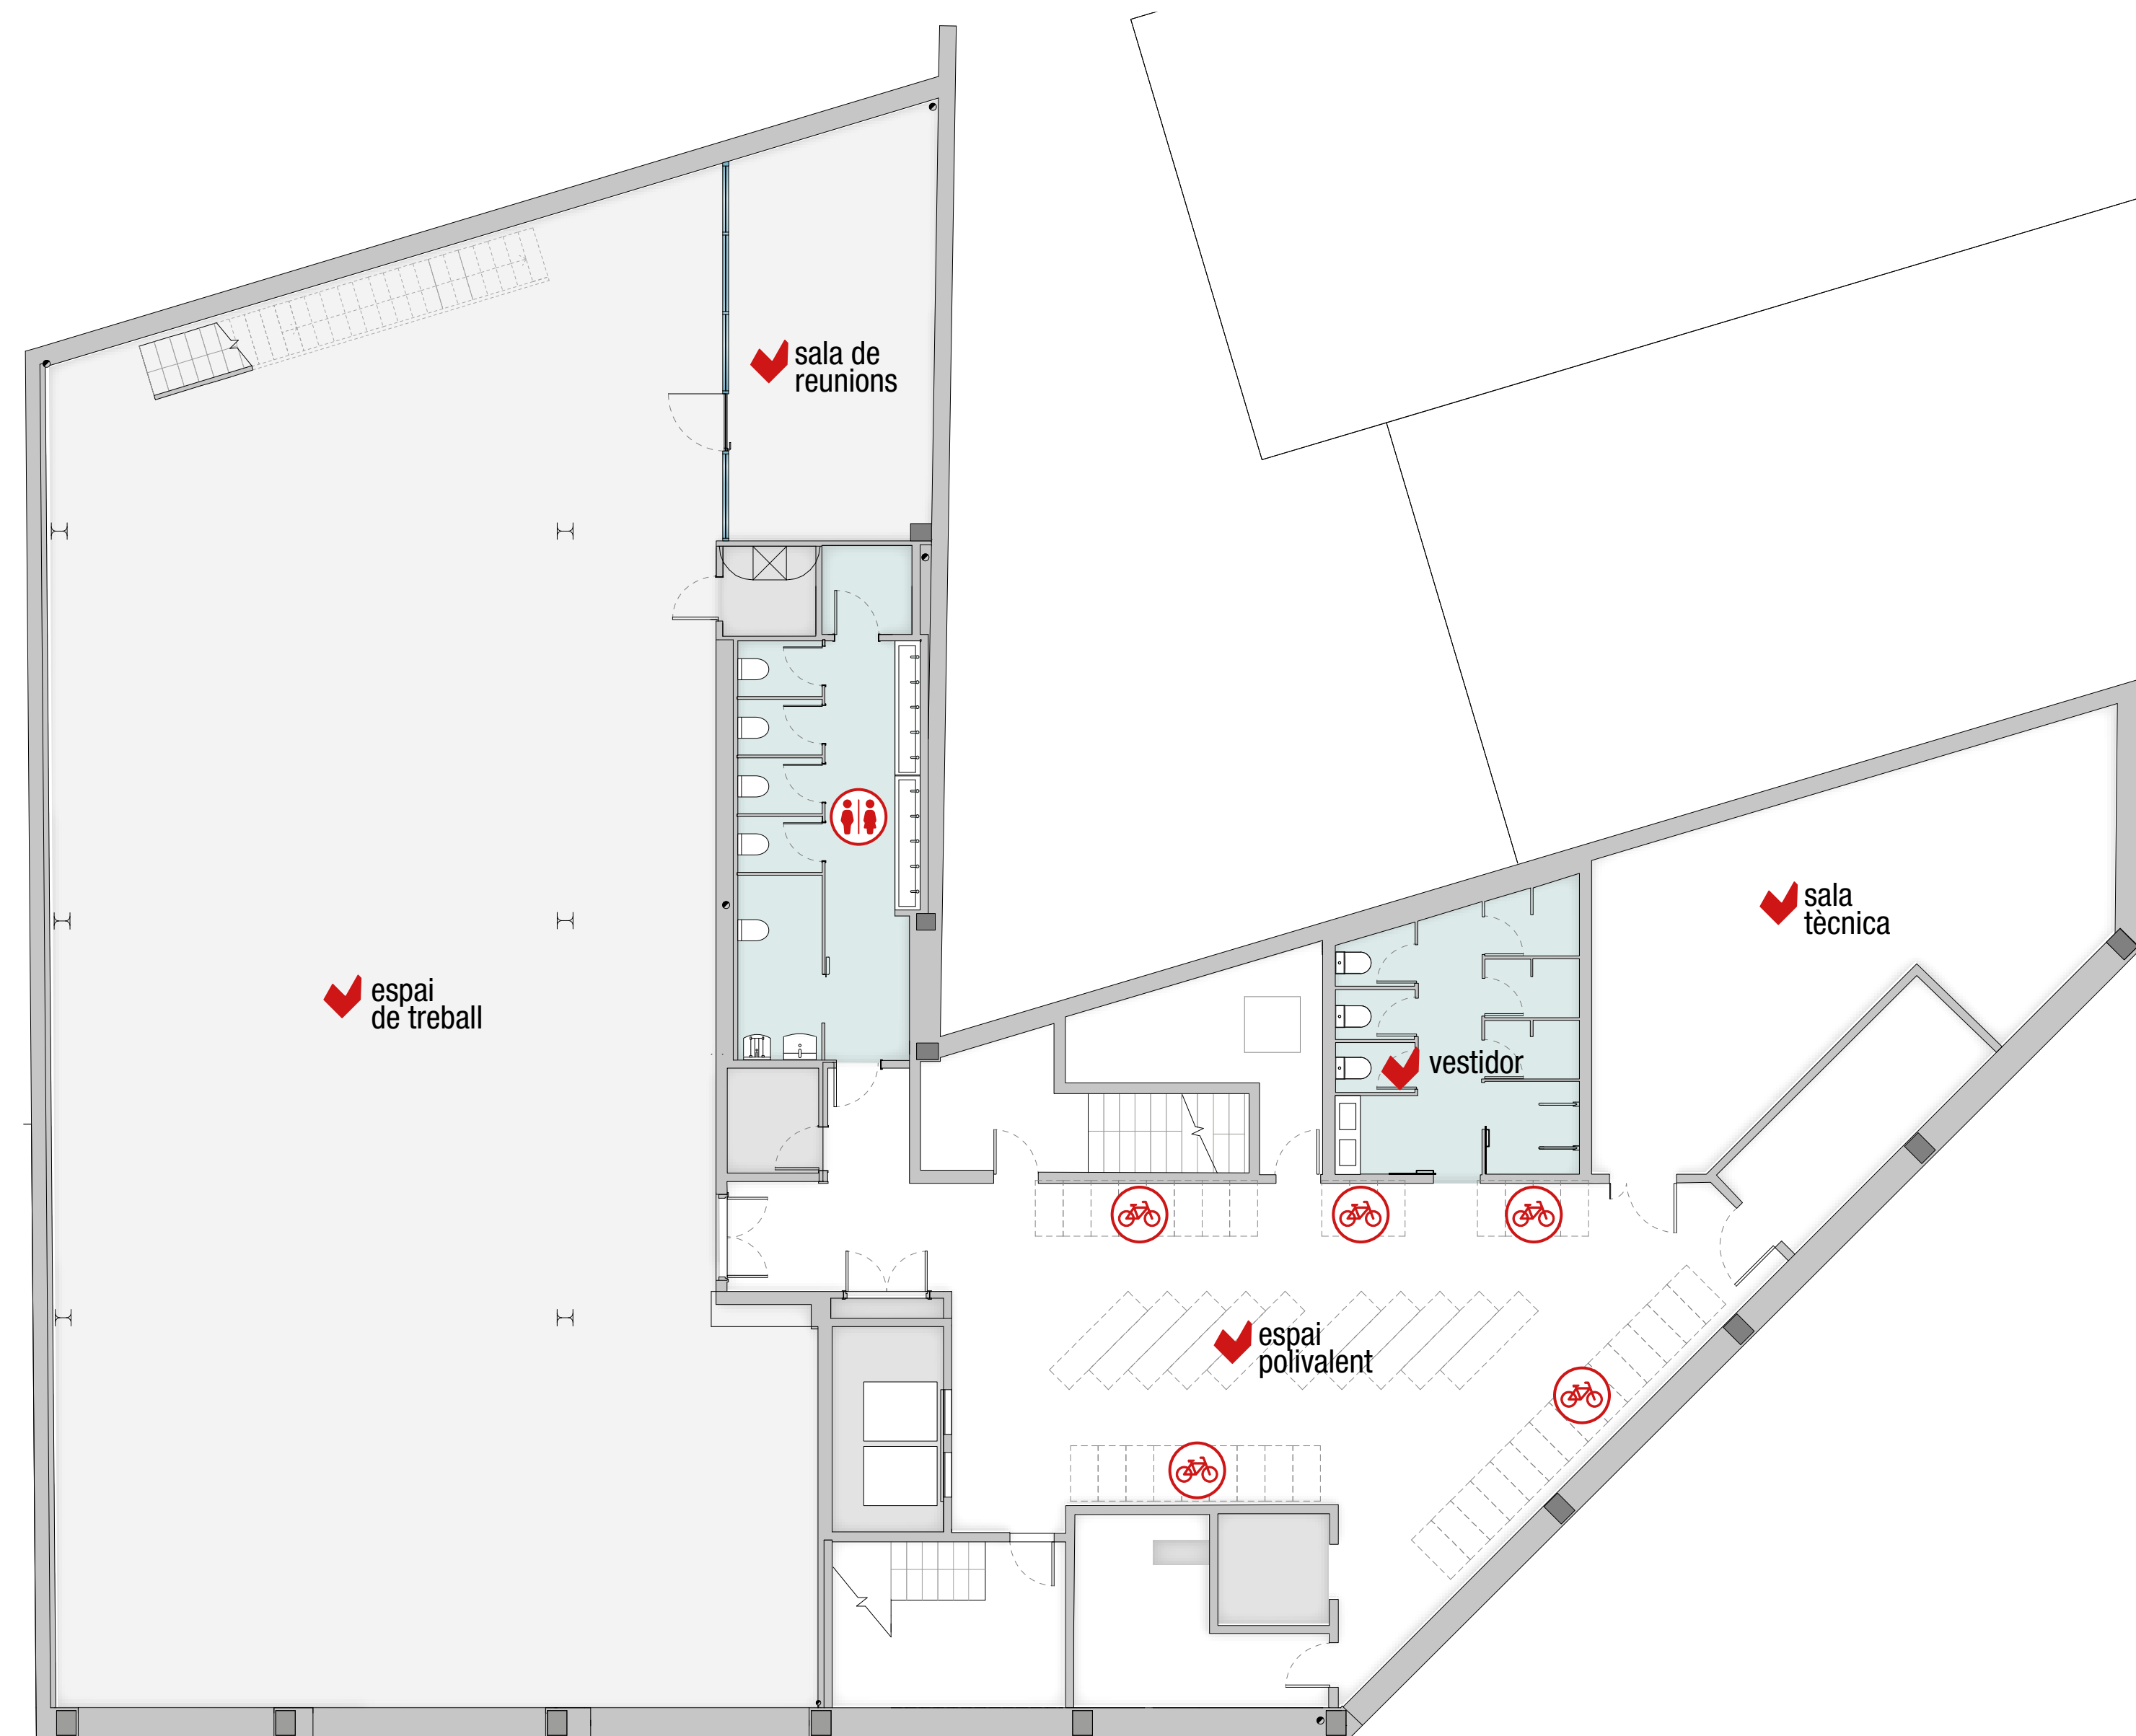 sala de
reunions
sala
tècnica
espai
de treball
vestidor
espai
polivalent